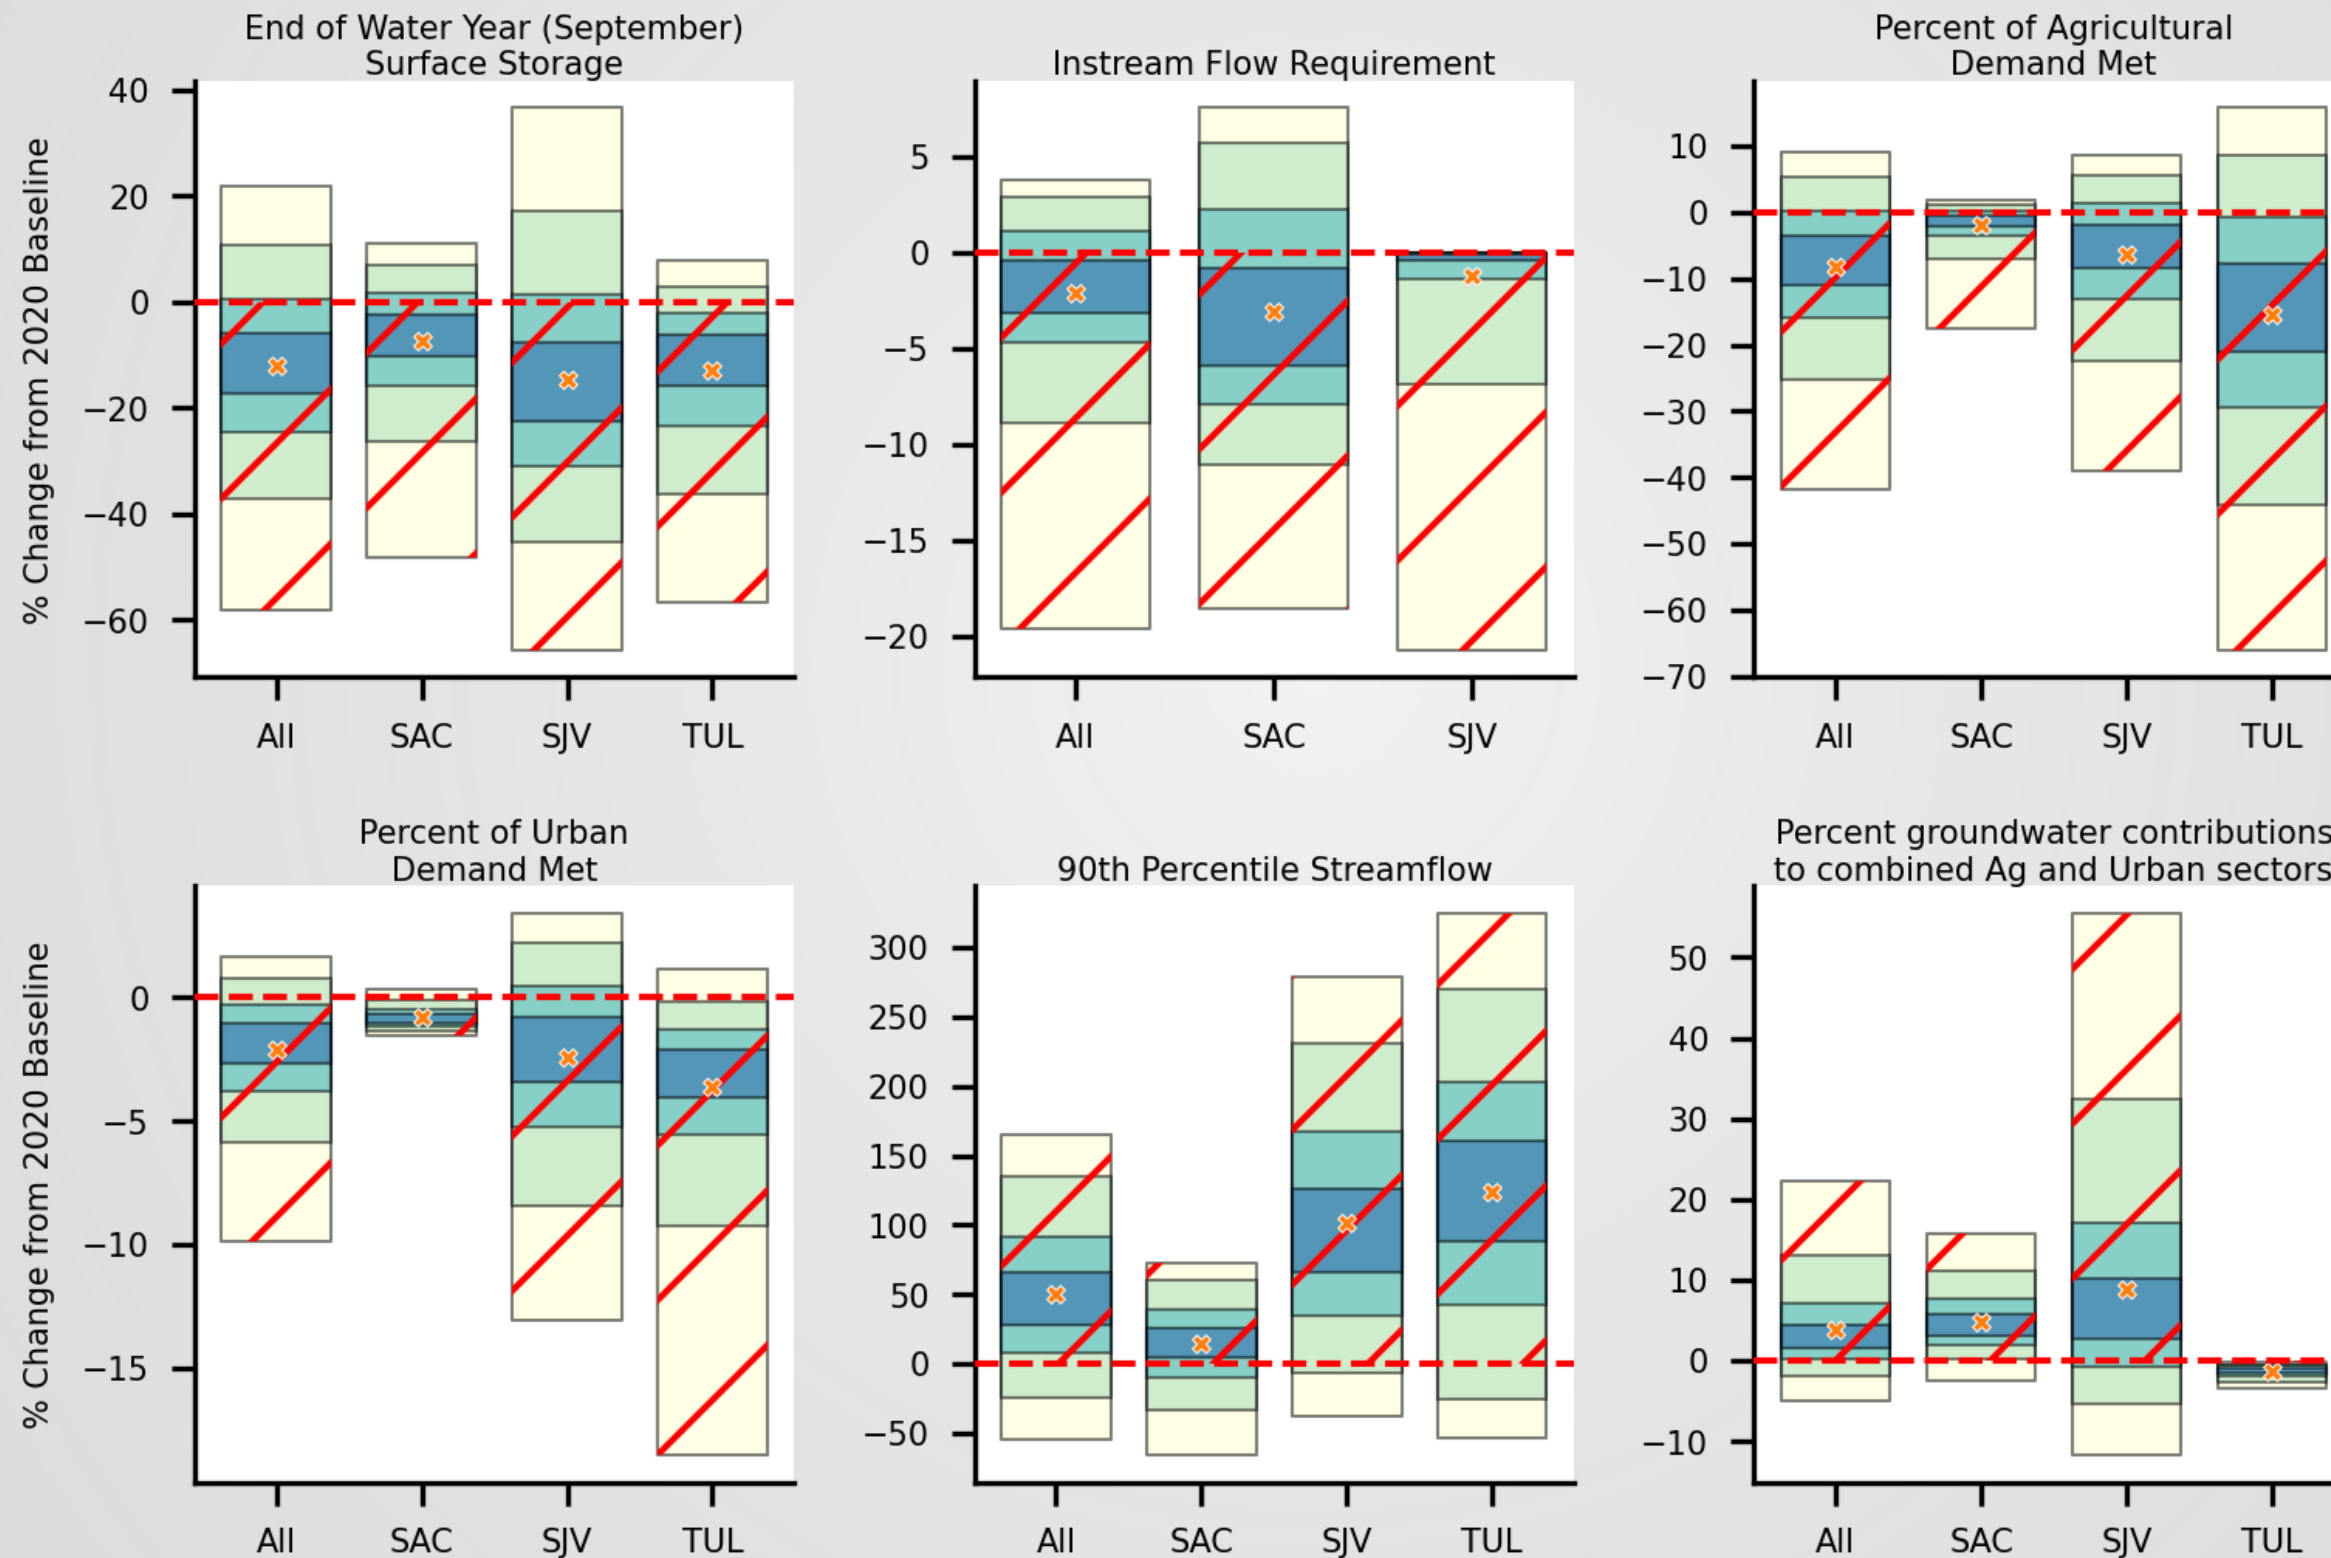 End of Water Year (September)
Surface Storage
% Change from 2020 Baseline
40
20
0
−20
−40
−60
All SAC SJV TUL
Instream Flow Requirement
5
0
−5
−10
−15
−20
All SAC SJV
Percent of Agricultural
Demand Met
10
0
−10
−20
−30
−40
−50
−60
−70
All SAC SJV TUL
Percent of Urban
Demand Met
% Change from 2020 Baseline
0
−5
−10
−15
All SAC SJV TUL
90th Percentile Streamflow
300
250
200
150
100
50
0
−50
All SAC SJV TUL
Percent groundwater contributions
to combined Ag and Urban sectors
50
40
30
20
10
0
−10
All SAC SJV TUL